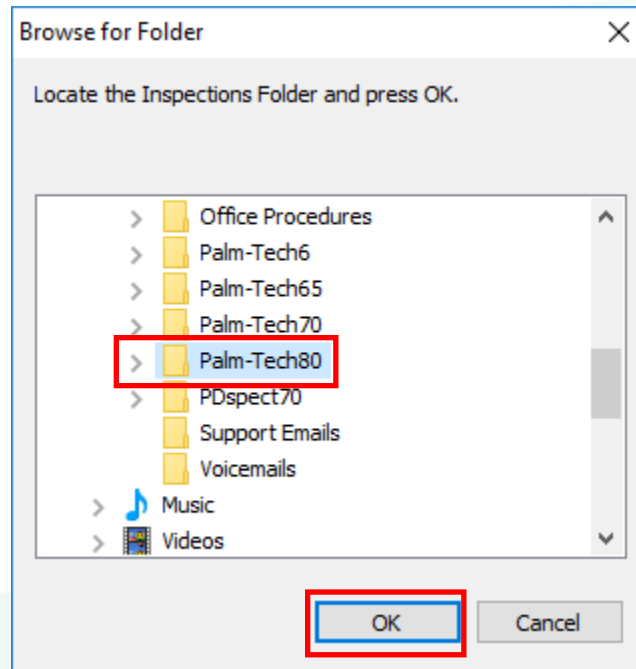 Browse for Folder
Locate the Inspections Folder and press OK.
Office Procedures
Palm-Tech6
Palm-Tech65
Palm-Tech70
Palm-Tech80
PDspect70
Support Emails
Voicemails
Music
Videos
OK Cancel